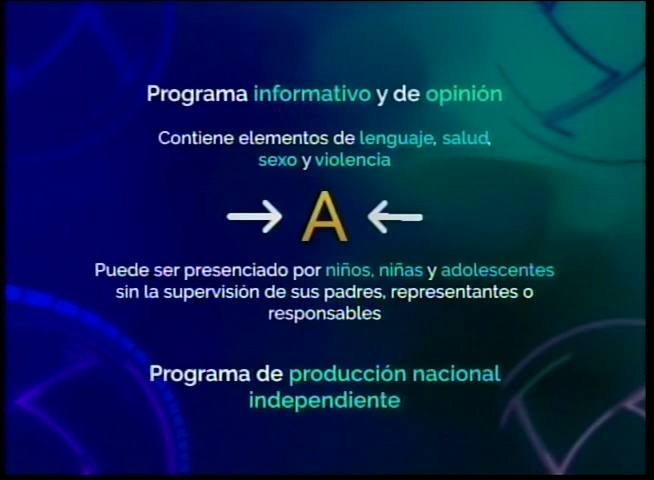 Programa informativo y de opinión
Contiene elementos de lenguaje, salud,
sexo y violencia
→ A ←
Puede ser presenciado por niños, niñas y adolescentes
sin la supervisión de sus padres, representantes o
responsables
Programa de producción nacional
independiente